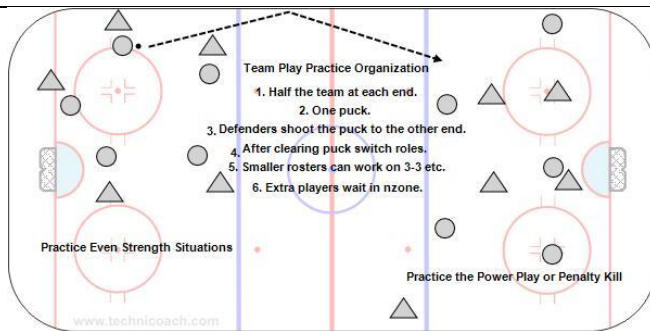 Team Play Practice Organization
1. Half the team at each end.
2. One puck.
3. Defenders shoot the puck to the other end.
4. After clearing puck switch roles.
5. Smaller rosters can work on 3-3 etc.
6. Extra players wait in nzone.
Practice Even Strength Situations
Practice the Power Play or Penalty Kill
www.technicoach.com